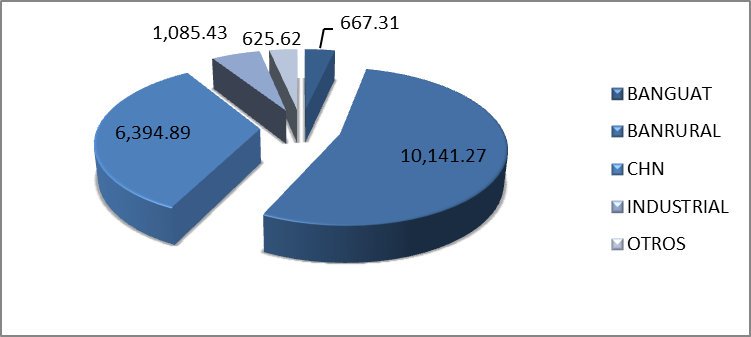 1,085.43
625.62
667.31
6,394.89
10,141.27
BANGUAT
BANRURAL
CHN
INDUSTRIAL
OTROS